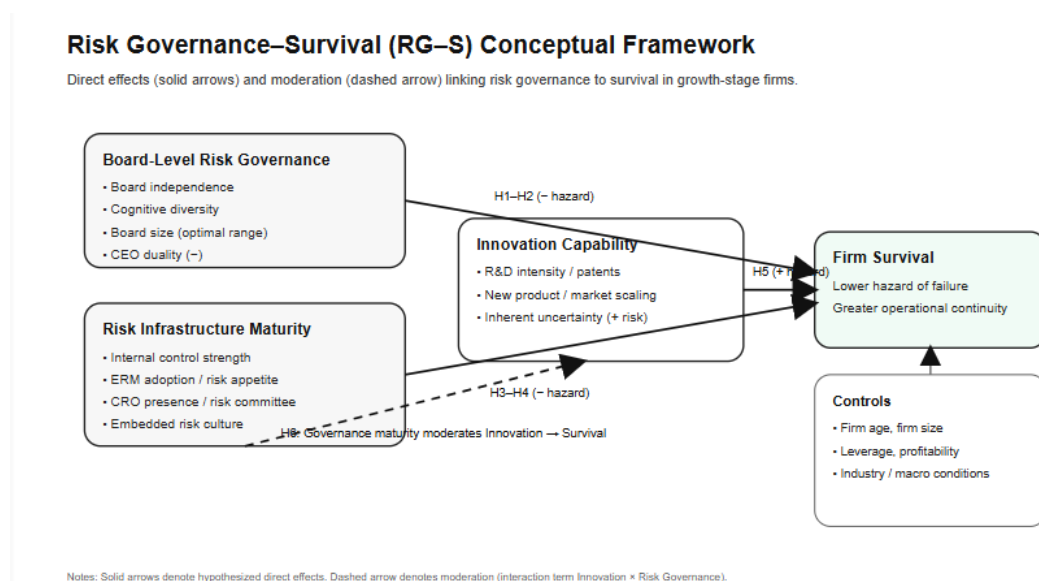 Risk Governance–Survival (RG–S) Conceptual Framework
Direct effects (solid arrows) and moderation (dashed arrow) linking risk governance to survival in growth-stage firms.
Board-Level Risk Governance
• Board independence
• Cognitive diversity
• Board size (optimal range)
• CEO duality (−)
H1–H2 (− hazard)
Innovation Capability
• R&D intensity / patents
• New product / market scaling
• Inherent uncertainty (+ risk)
H5 (+ hazard)
Firm Survival
Lower hazard of failure
Greater operational continuity
Risk Infrastructure Maturity
• Internal control strength
• ERM adoption / risk appetite
• CRO presence / risk committee
• Embedded risk culture
H3–H4 (− hazard)
H6: Governance maturity moderates Innovation → Survival
Controls
• Firm age, firm size
• Leverage, profitability
• Industry / macro conditions
Notes: Solid arrows denote hypothesized direct effects. Dashed arrow denotes moderation (interaction term Innovation × Risk Governance).